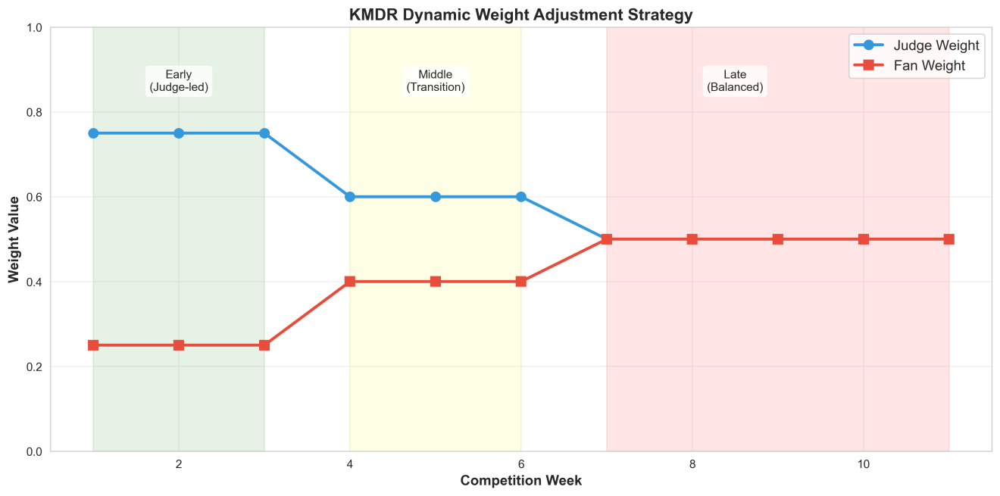 KMDR Dynamic Weight Adjustment Strategy
1.0
0.8
0.6
0.4
0.2
0.0
Weight Value
Early
(Judge-led)
Middle
(Transition)
Late
(Balanced)
Judge Weight
Fan Weight
2
4
6
8
10
Competition Week